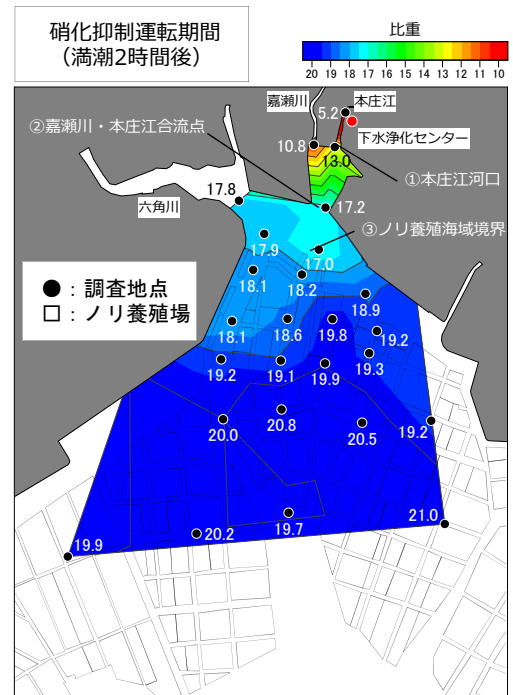 硝化抑制運転期間
（満潮2時間後）
比重
20 19 18 17 16 15 14 13 12 11 10
嘉瀬川
本庄江
5.2
下水浄化センター
②嘉瀬川・本庄江合流点
10.8
13.0
①本庄江河口
17.8
六角川
17.2
③ノリ養殖海域境界
17.9
17.0
18.1
18.2
●：調査地点
□：ノリ養殖場
18.9
18.1
18.6
19.8
19.2
19.2
19.1
19.9
19.3
20.0
20.8
20.5
19.2
19.9
20.2
19.7
21.0